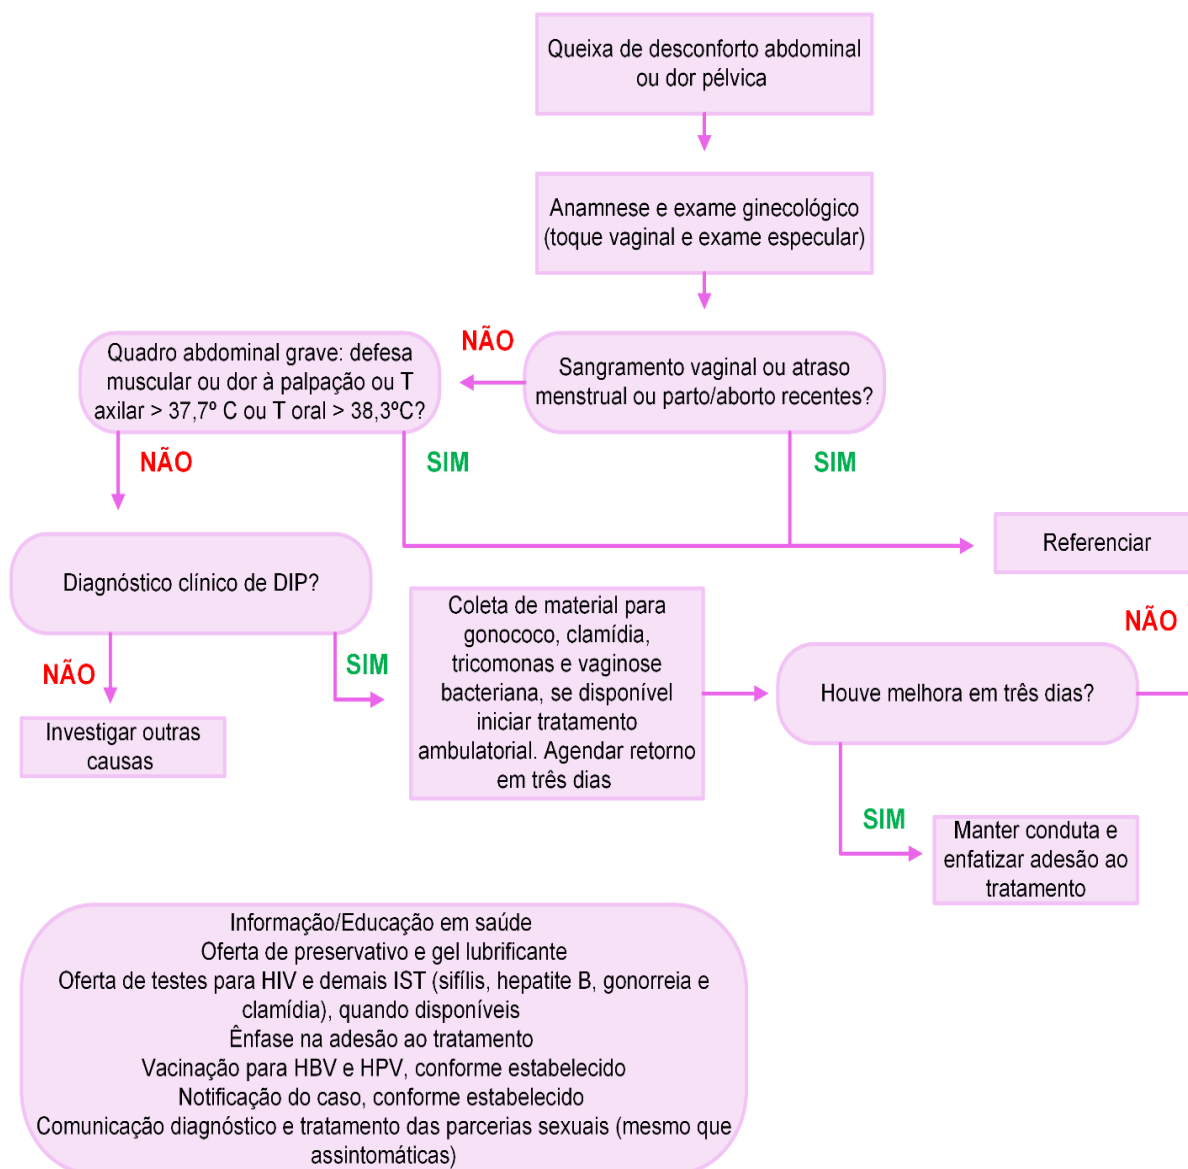 Queixa de desconforto abdominal
ou dor pélvica
Anamnese e exame ginecológico
(toque vaginal e exame especular)
Sangramento vaginal ou atraso
menstrual ou parto/aborto recentes?
NÃO
SIM
Quadro abdominal grave: defesa
muscular ou dor à palpação ou T
axilar > 37,7º C ou T oral > 38,3ºC?
NÃO
SIM
Referenciar
Diagnóstico clínico de DIP?
NÃO
SIM
Investigar outras
causas
Coleta de material para
gonococo, clamídia,
tricomonas e vaginose
bacteriana, se disponível
iniciar tratamento
ambulatorial. Agendar retorno
em três dias
Houve melhora em três dias?
NÃO
SIM
Manter conduta e
enfatizar adesão ao
tratamento
Informação/Educação em saúde
Oferta de preservativo e gel lubrificante
Oferta de testes para HIV e demais IST (sifílis, hepatite B, gonorreia e
clamídia), quando disponíveis
Ênfase na adesão ao tratamento
Vacinação para HBV e HPV, conforme estabelecido
Notificação do caso, conforme estabelecido
Comunicação diagnóstico e tratamento das parcerias sexuais (mesmo que
assintomáticas)